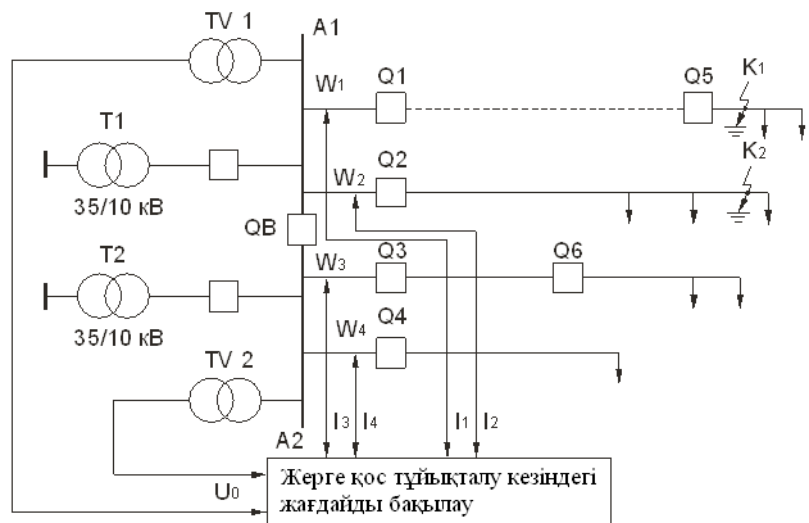 TV 1
A1
W1
Q1
Q5
K1
T1
35/10 кВ
W2
Q2
K2
QB
T2
35/10 кВ
W3
Q3
Q6
W4
Q4
TV 2
A2
I3
I4
I1
I2
U0
Жерге қос тұйықталу кезіндегі
жағдайды бақылау